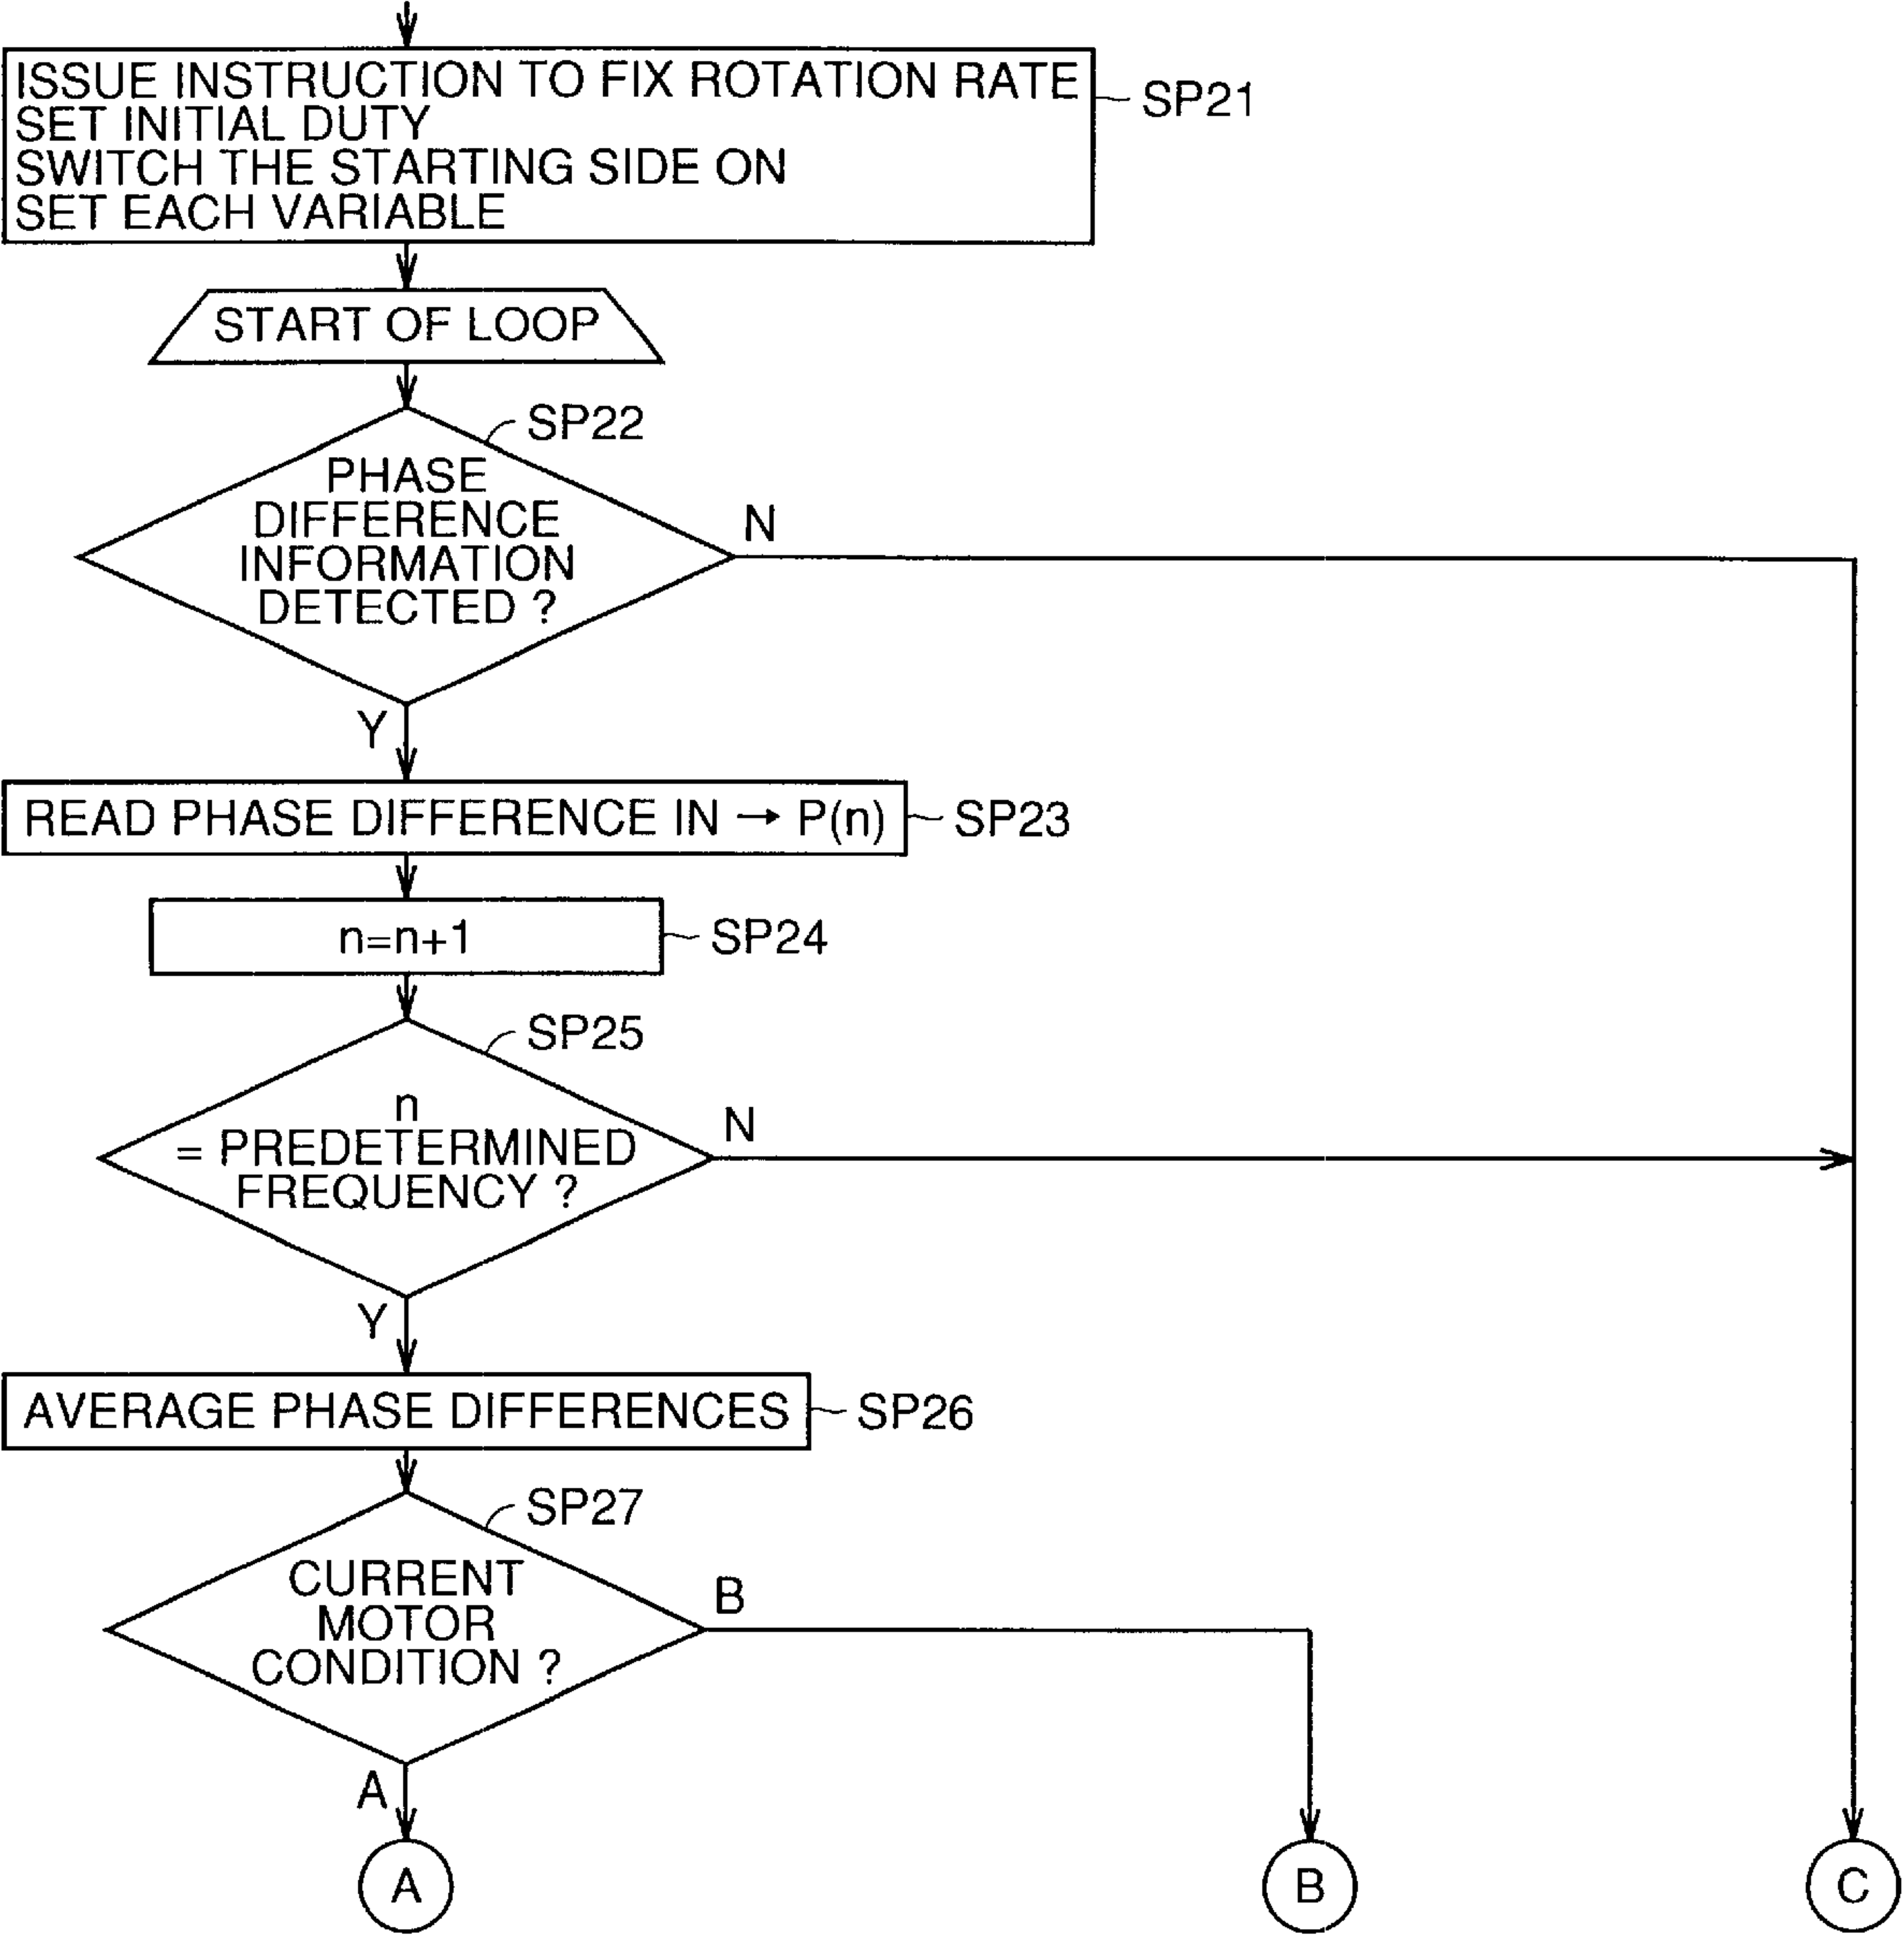 ISSUE INSTRUCTION TO FIX ROTATION RATE
SET INITIAL DUTY
SWITCH THE STARTING SIDE ON
SET EACH VARIABLE
SP21
START OF LOOP
SP22
PHASE
DIFFERENCE
INFORMATION
DETECTED ?
N
Y
READ PHASE DIFFERENCE IN → P(n)
SP23
n=n+1
SP24
SP25
n
= PREDETERMINED
FREQUENCY ?
N
Y
AVERAGE PHASE DIFFERENCES
SP26
SP27
CURRENT
MOTOR
CONDITION ?
B
A
A
B
C